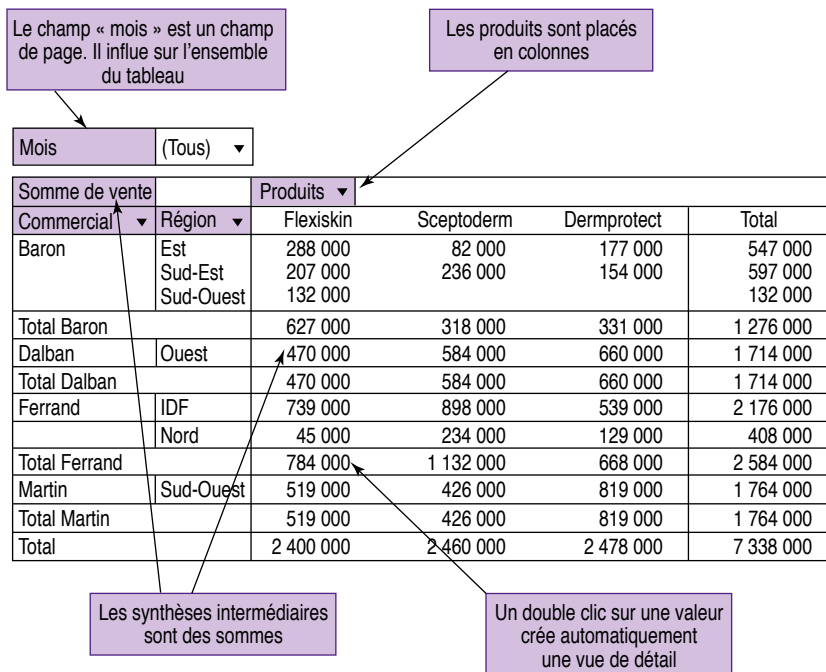 Le champ « mois » est un champ
de page. Il influe sur l'ensemble
du tableau
Les produits sont placés
en colonnes
Mois (Tous)
Somme de vente Produits
Commercial Région Flexiskin Sceptoderm Dermprotect Total
Baron Est 288 000 82 000 177 000 547 000
Sud-Est 207 000 236 000 154 000 597 000
Sud-Ouest 132 000 132 000
Total Baron 627 000 318 000 331 000 1 276 000
Dalban Ouest 470 000 584 000 660 000 1 714 000
Total Dalban 470 000 584 000 660 000 1 714 000
Ferrand IDF 739 000 898 000 539 000 2 176 000
Nord 45 000 234 000 129 000 408 000
Total Ferrand 784 000 1 132 000 668 000 2 584 000
Martin Sud-Ouest 519 000 426 000 819 000 1 764 000
Total Martin 519 000 426 000 819 000 1 764 000
Total 2 400 000 2 460 000 2 478 000 7 338 000
Les synthèses intermédiaires
sont des sommes
Un double clic sur une valeur
crée automatiquement
une vue de détail